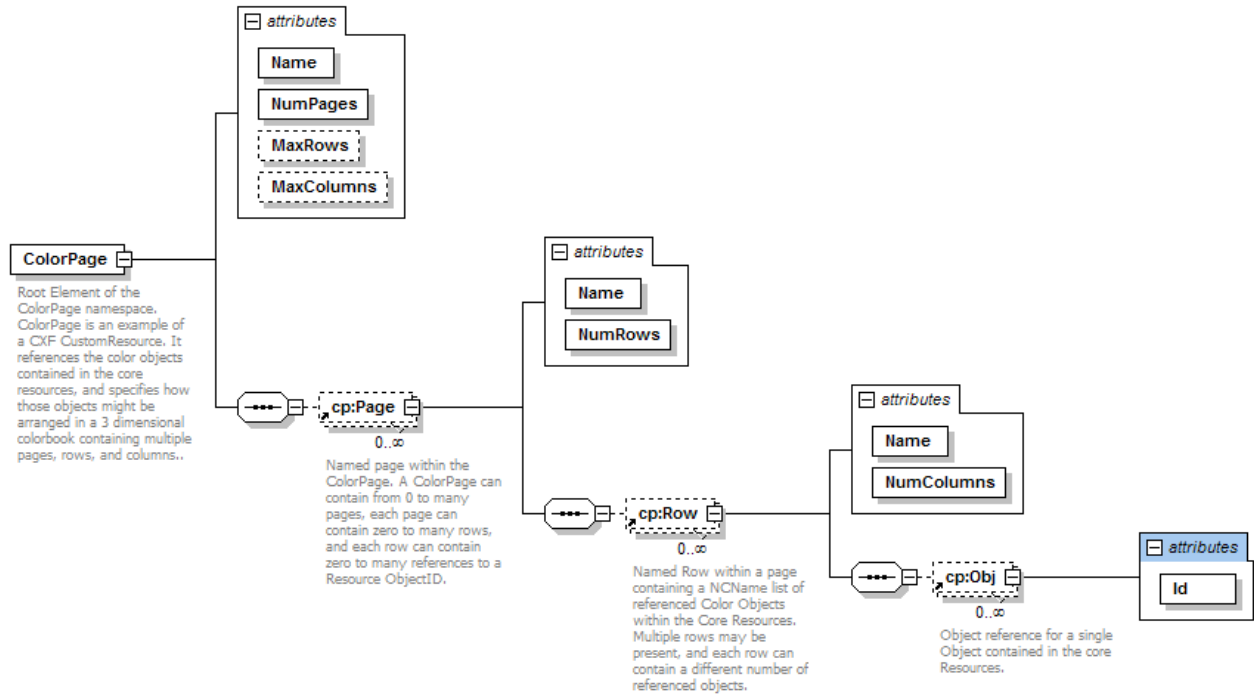 attributes
Name
NumPages
MaxRows
MaxColumns
ColorPage
Root Element of the
ColorPage namespace.
ColorPage is an example of
a CXF CustomResource. It
references the color objects
contained in the core
resources, and specifies how
those objects might be
arranged in a 3 dimensional
colorbook containing multiple
pages, rows, and columns..
cp:Page
0..∞
Named page within the
ColorPage. A ColorPage can
contain from 0 to many
pages, each page can
contain zero to many rows,
and each row can contain
zero to many references to a
Resource ObjectID.
attributes
Name
NumRows
cp:Row
0..∞
Named Row within a page
containing a NCName list of
referenced Color Objects
within the Core Resources.
Multiple rows may be
present, and each row can
contain a different number of
referenced objects.
attributes
Name
NumColumns
cp:Obj
0..∞
Object reference for a single
Object contained in the core
Resources.
attributes
Id